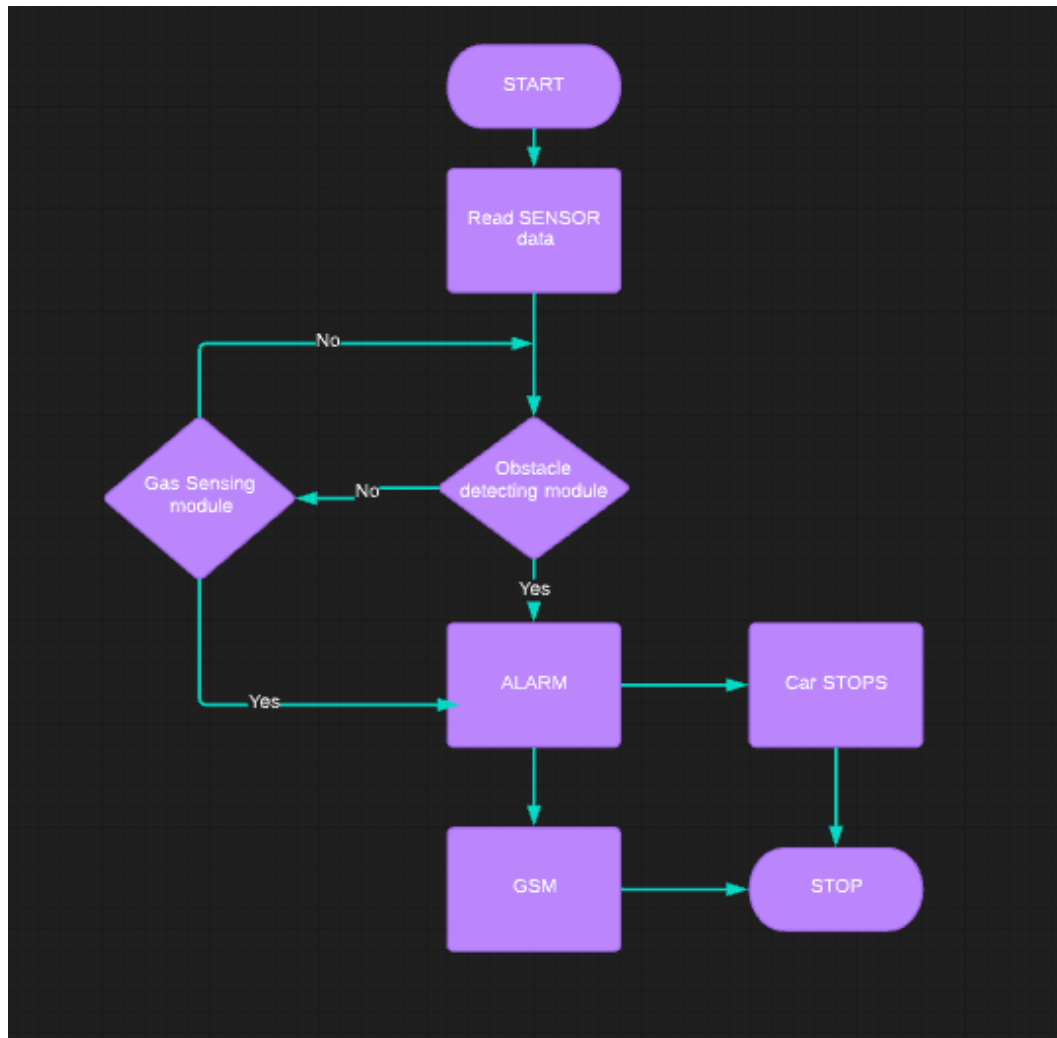 START
Read SENSOR
data
No
Gas Sensing
module
No
Obstacle
detecting module
Yes
Yes
ALARM
Car STOPS
GSM
STOP